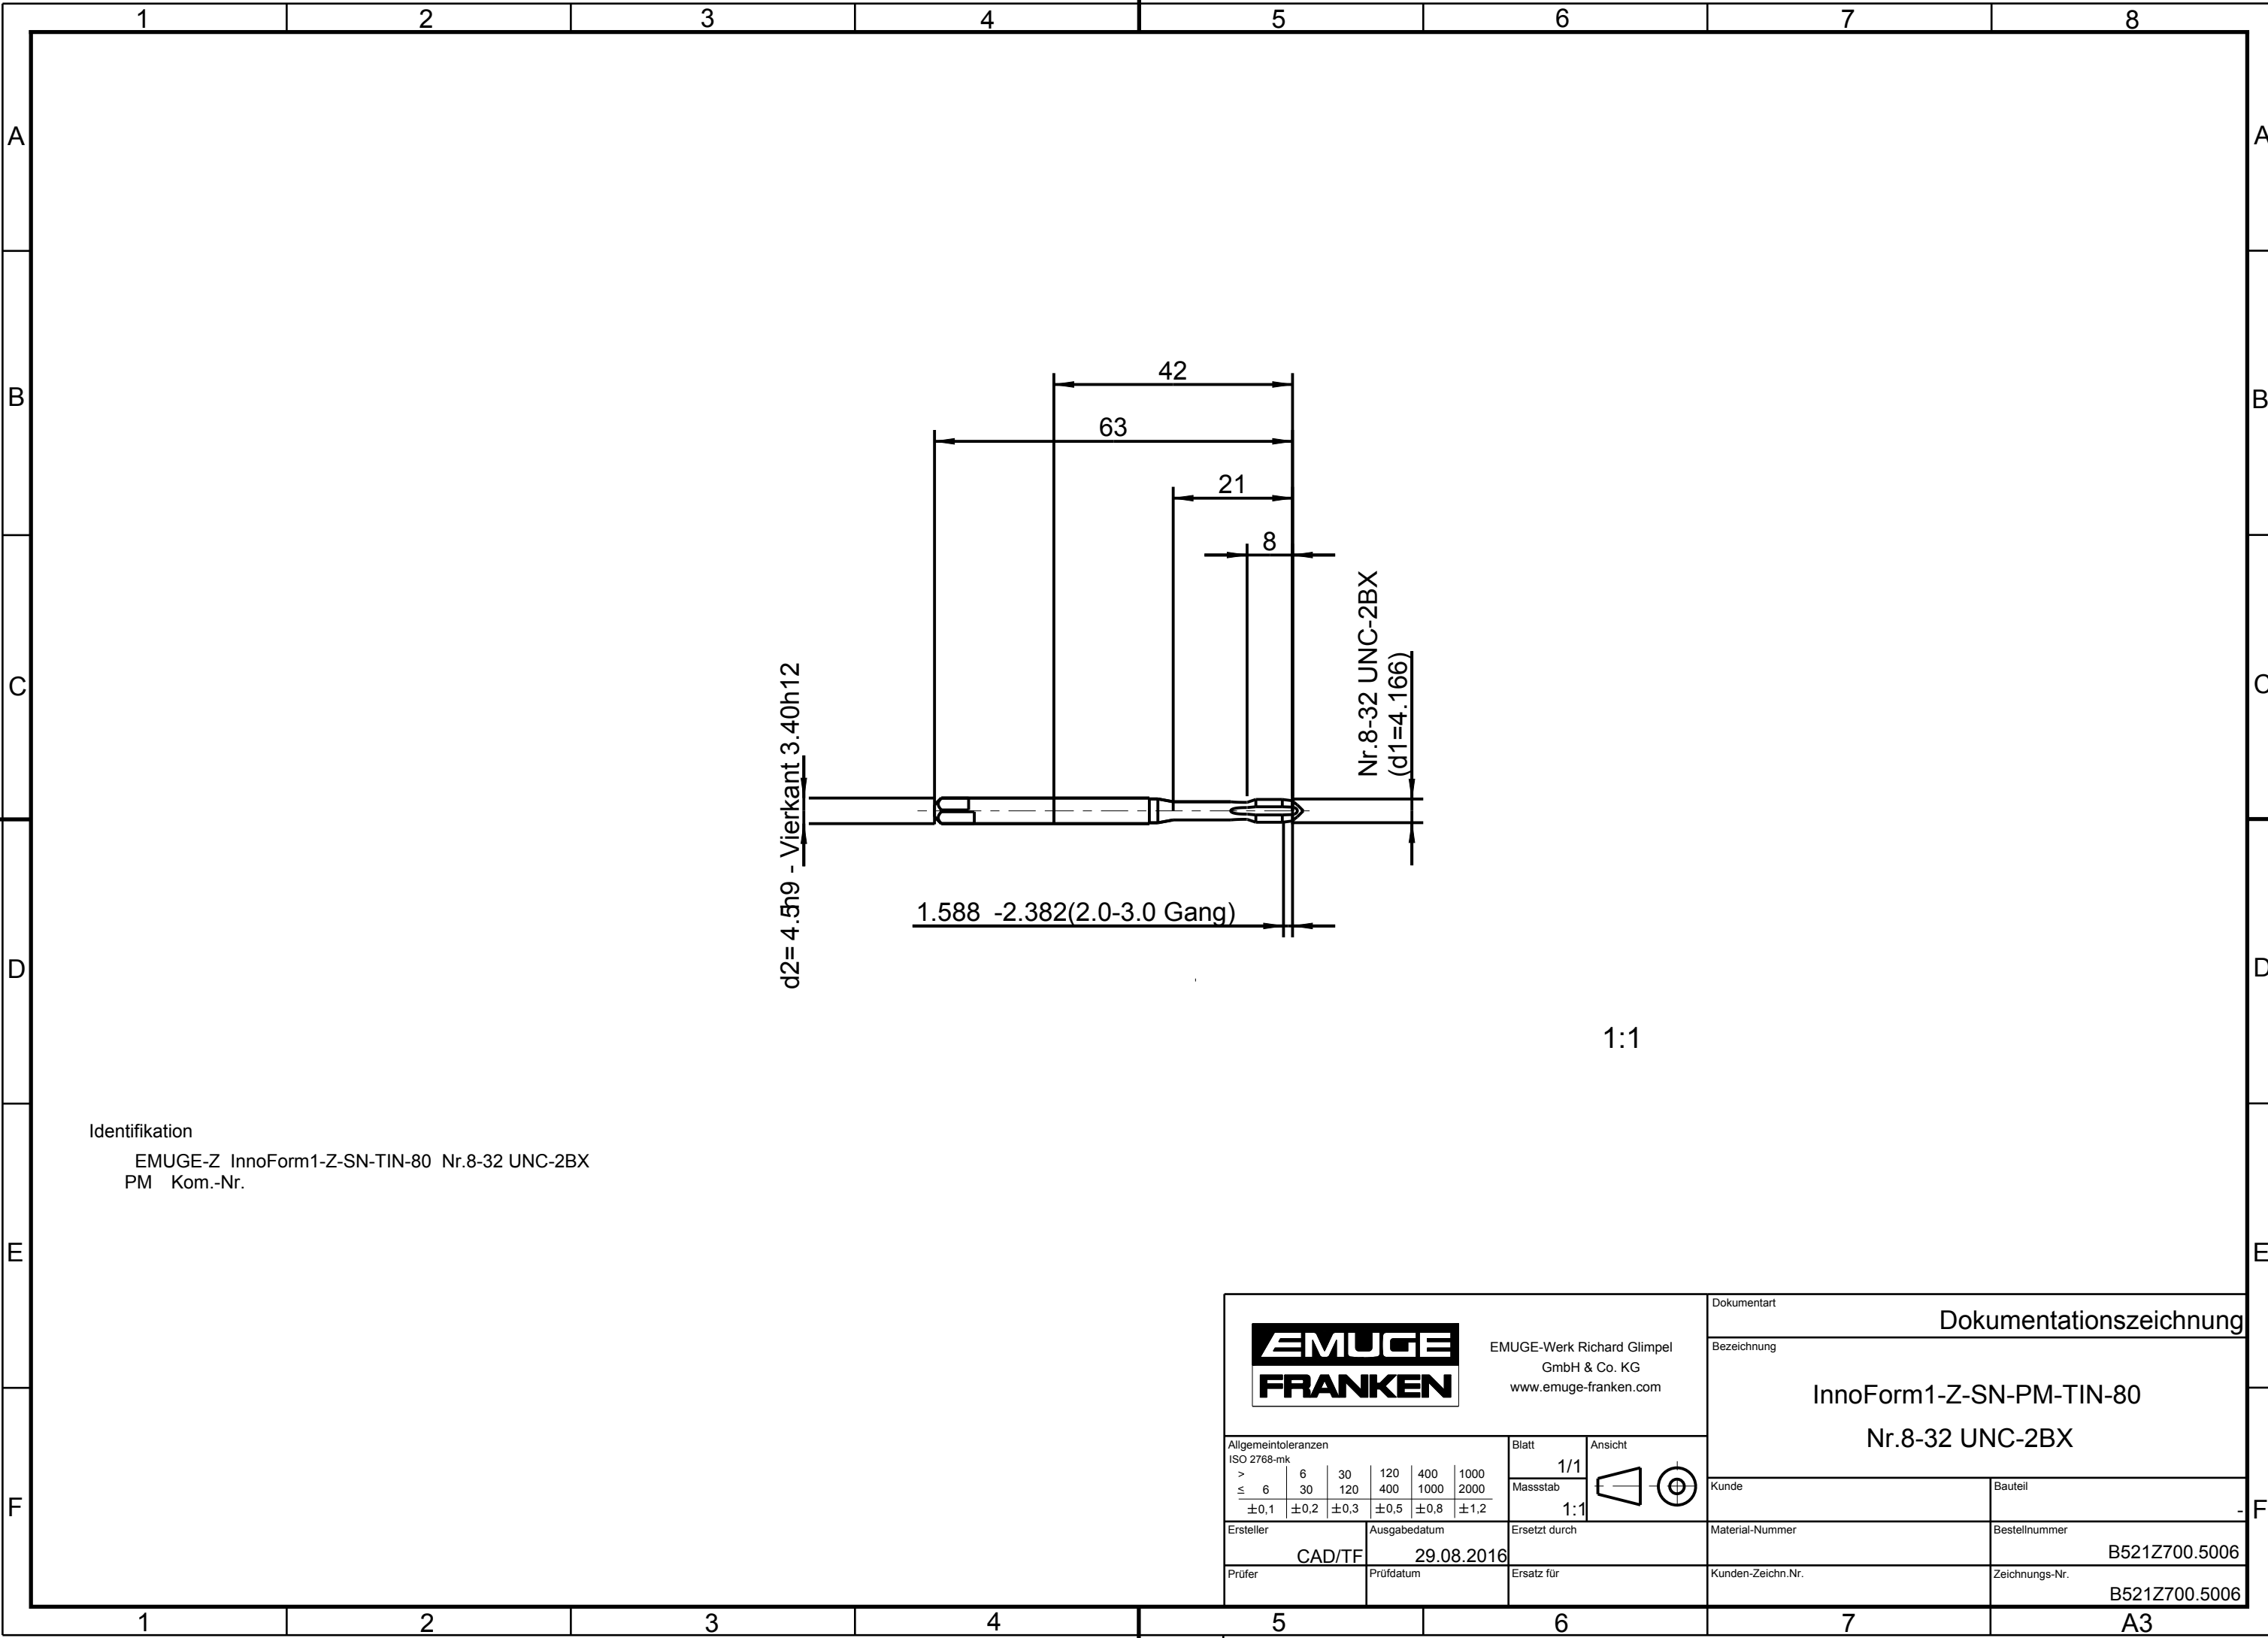 1 2 3 4 5 6 7 8
A A
B B
C C
D D
E E
F F
42
63
21
8
Nr.8-32 UNC-2BX
(d1=4.166)
d2= 4.5h9 - Vierkant 3.40h12
1.588 -2.382(2.0-3.0 Gang)
1:1
Identifikation
EMUGE-Z InnoForm1-Z-SN-TIN-80 Nr.8-32 UNC-2BX
PM Kom.-Nr.
EMUGE
FRANKEN
EMUGE-Werk Richard Glimpel
GmbH & Co. KG
www.emuge-franken.com
Dokumentart
Dokumentationszeichnung
Bezeichnung
InnoForm1-Z-SN-PM-TIN-80
Nr.8-32 UNC-2BX
Allgemeintoleranzen
ISO 2768-mk
> 6 30 120 400 1000
≤ 6 30 120 400 1000 2000
±0,1 ±0,2 ±0,3 ±0,5 ±0,8 ±1,2
Blatt
1/1
Massstab
1:1
Ansicht
Kunde
Bauteil
-
Ersteller
CAD/TF
Ausgabedatum
29.08.2016
Ersetzt durch
Material-Nummer
Bestellnummer
B521Z700.5006
Prüfer
Prüfdatum
Ersatz für
Kunden-Zeichn.Nr.
Zeichnungs-Nr.
B521Z700.5006
1 2 3 4 5 6 7 A3